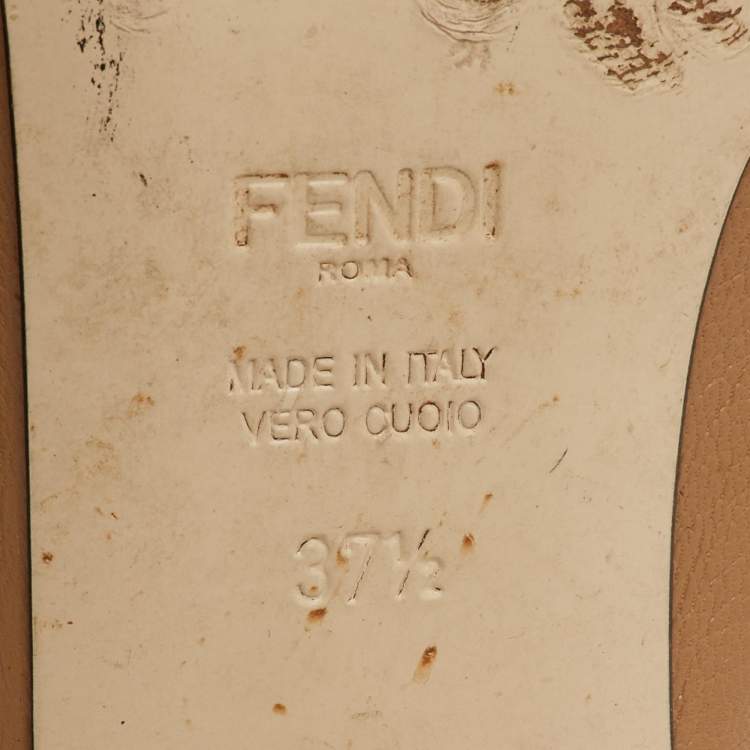 FENDI
ROMA
MADE IN ITALY
VERO CUOIO
37½